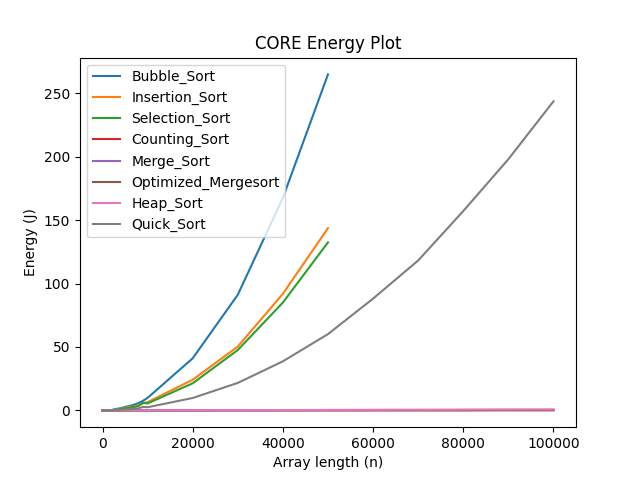 CORE Energy Plot
Bubble_Sort
Insertion_Sort
Selection_Sort
Counting_Sort
Merge_Sort
Optimized_Mergesort
Heap_Sort
Quick_Sort
Energy (J)
250
200
150
100
50
0
0 20000 40000 60000 80000 100000
Array length (n)